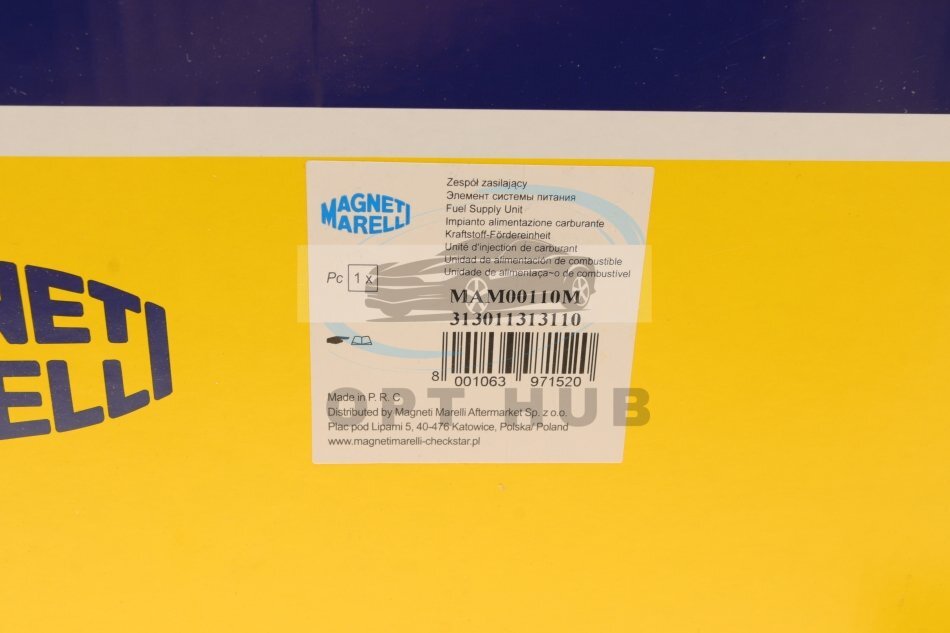 MAGNETI
MARELLI
Zespół zasilający
Элемент системы питания
Fuel Supply Unit
Impianto alimentazione carburante
Kraftstoff-Fördereinheit
Unité d'injection de carburant
Unidad de alimentación de combustible
Unidade de alimentaça~o de combustível
Pc 1 x
MAM00110M
313011313110
8 001063 971520
OPT HUB
Made in P. R. C
Distributed by Magneti Marelli Aftermarket Sp. z o.o.
Plac pod Lipami 5, 40-476 Katowice, Polska/ Poland
www.magnetimarelli-checkstar.pl
NETI
ELLI